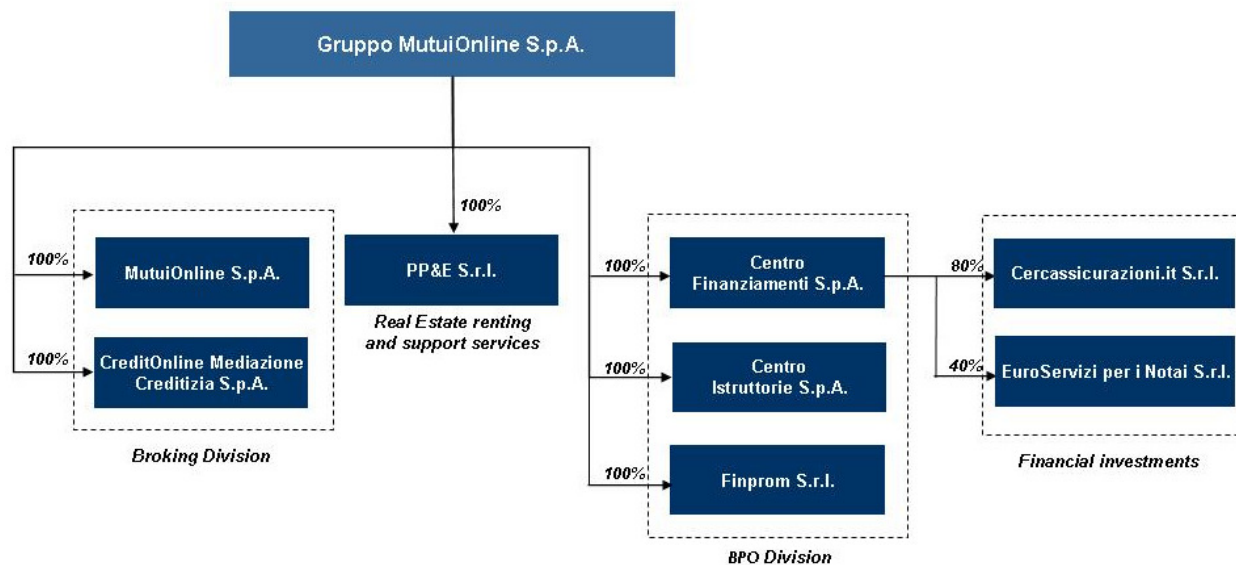 Gruppo MutuiOnline S.p.A.
100%
100%
MutuiOnline S.p.A.
100%
CreditOnline Mediazione
Creditizia S.p.A.
Broking Division
PP&E S.r.l.
Real Estate renting
and support services
100%
Centro
Finanziamenti S.p.A.
100%
Centro
Istruttorie S.p.A.
100%
Finprom S.r.l.
BPO Division
80%
Cercassicurazioni.it S.r.l.
40%
EuroServizi per i Notai S.r.l.
Financial investments